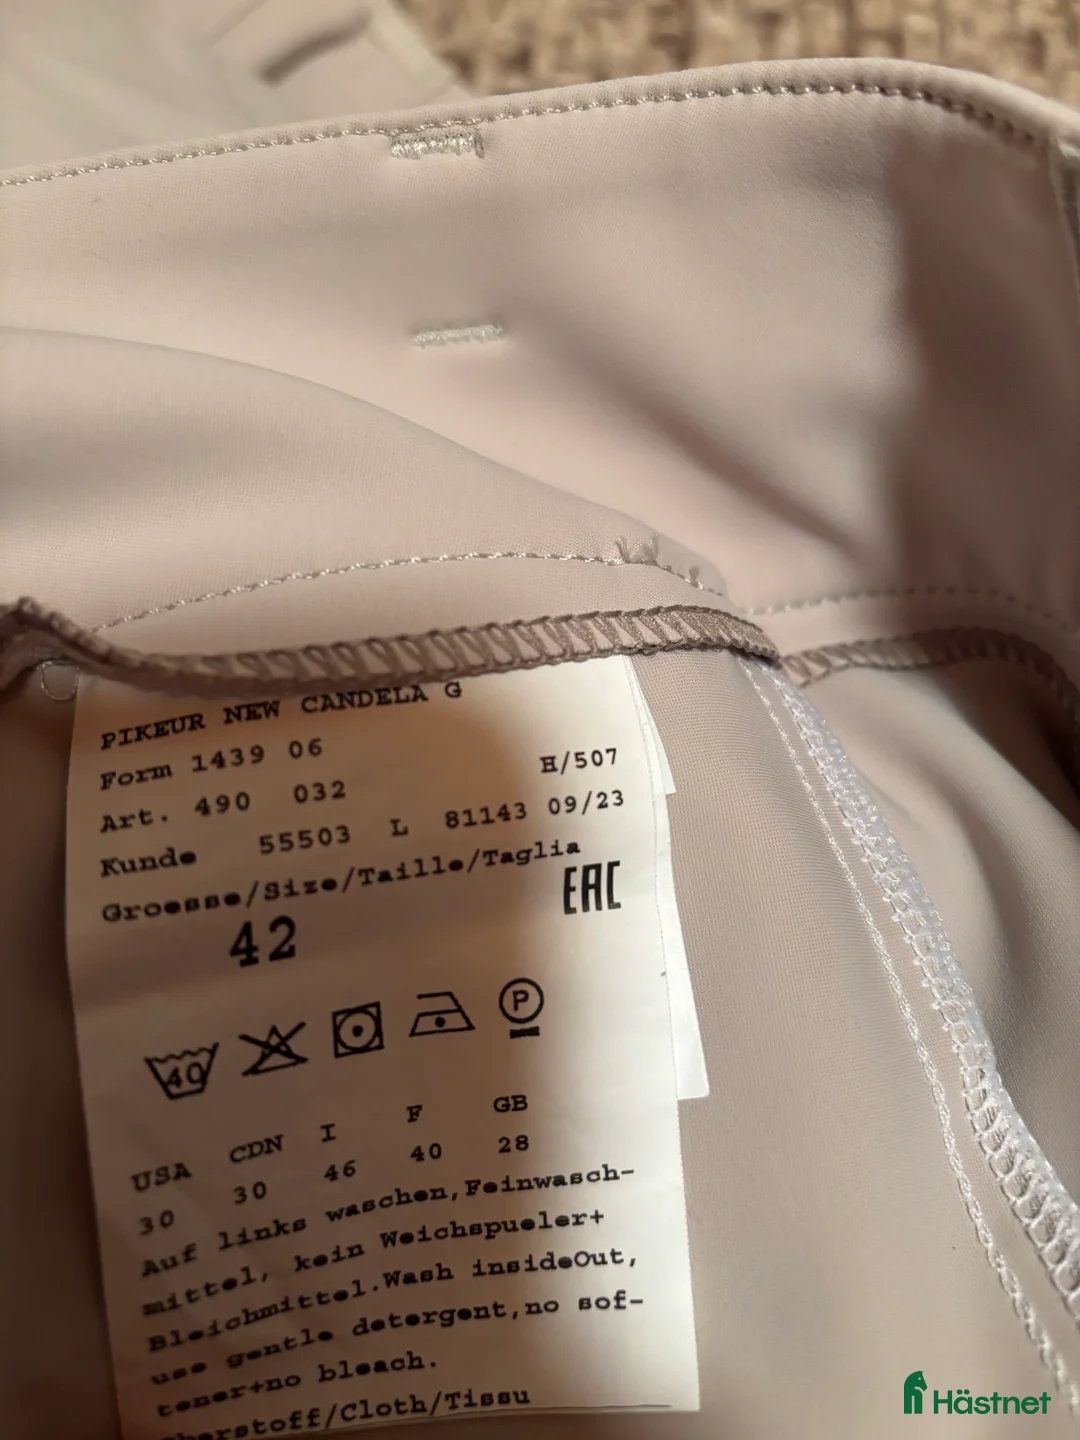 PIKEUR NEW CANDELA G
Form 1439 06
Art. 490 032 H/507
Kunde 55503 L 81143 09/23
Groesse/Size/Taille/Taglia
42 EAC
40 P
USA CDN I F GB
30 30 46 40 28
Auf links waschen,Feinwasch-
mittel, kein Weichspueler+
Bleichmittel.Wash insideOut,
use gentle detergent,no sof-
tener+no bleach.
Oberstoff/Cloth/Tissu
Hästnet